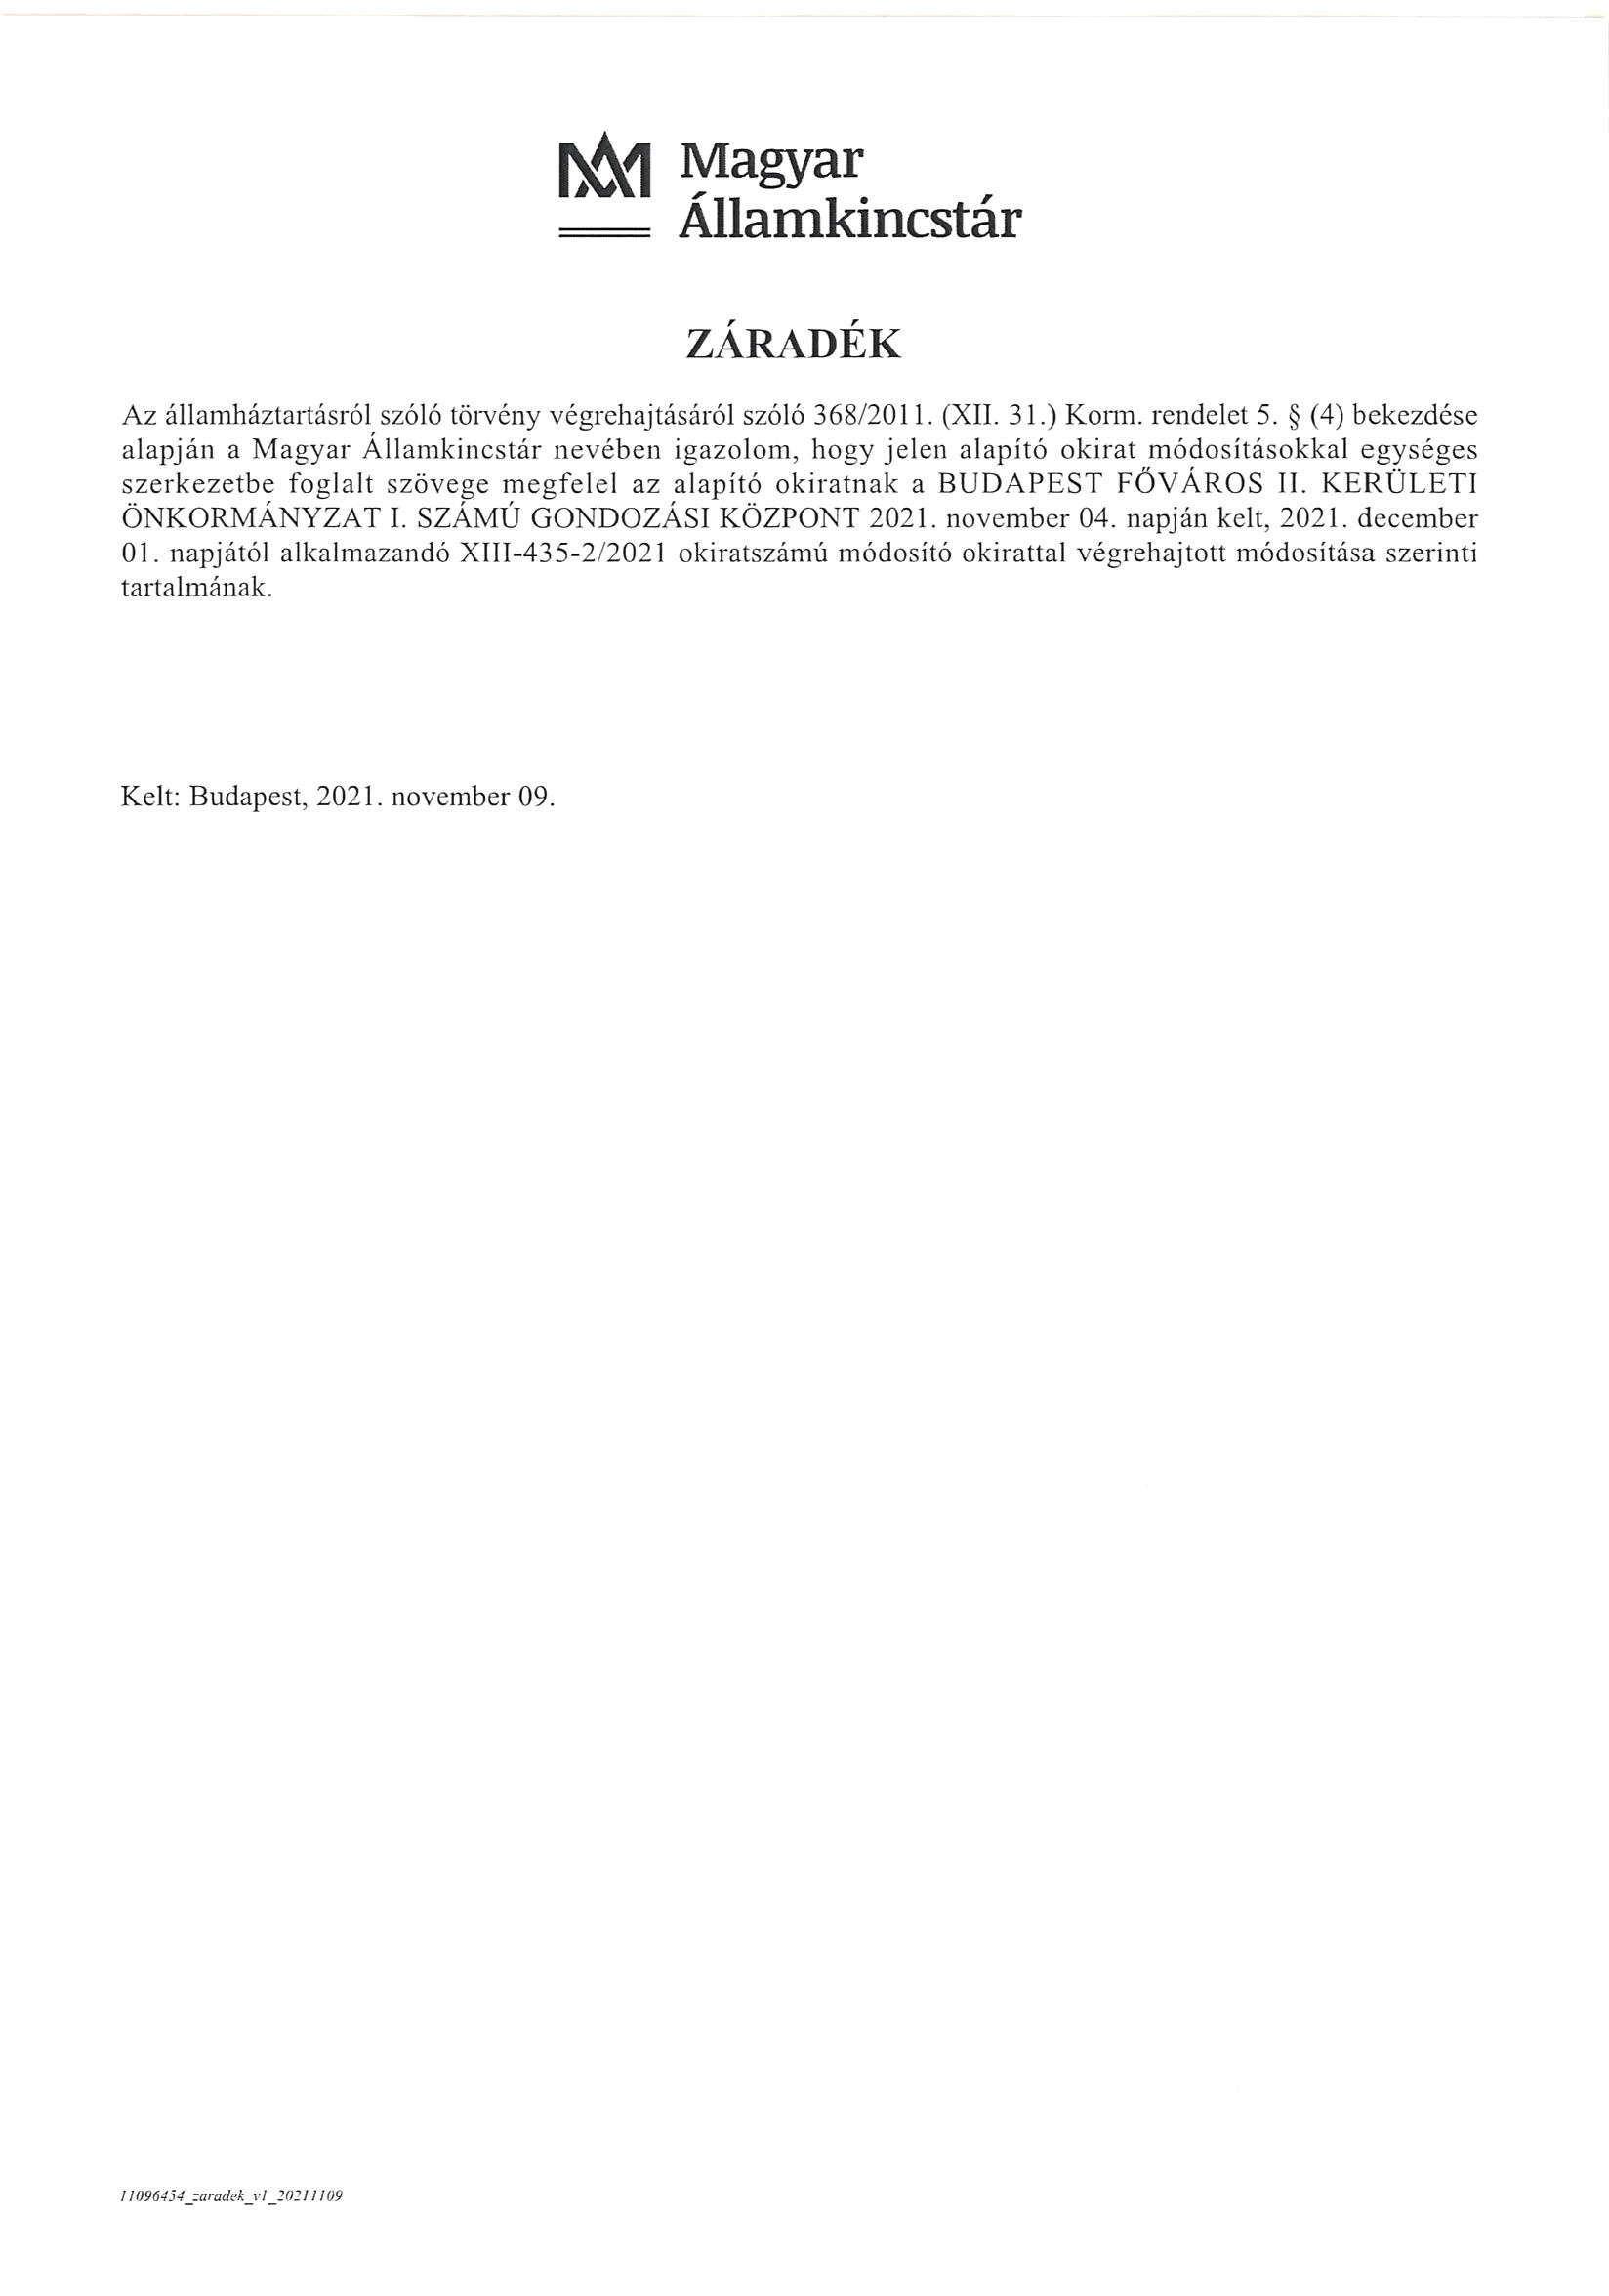 Magyar
Államkincstár
ZÁRADÉK
Az államháztartásról szóló törvény végrehajtásáról szóló 368/2011. (XII. 31.) Korm. rendelet 5. § (4) bekezdése
alapján a Magyar Államkincstár nevében igazolom, hogy jelen alapító okirat módosításokkal egységes
szerkezetbe foglalt szövege megfelel az alapító okiratnak a BUDAPEST FŐVÁROS II. KERÜLETI
ÖNKORMÁNYZAT I. SZÁMÚ GONDOZÁSI KÖZPONT 2021. november 04. napján kelt, 2021. december
01. napjától alkalmazandó XIII-435-2/2021 okiratszámú módosító okirattal végrehajtott módosítása szerinti
tartalmának.
Kelt: Budapest, 2021. november 09.
11096454_zaradek_v1_20211109